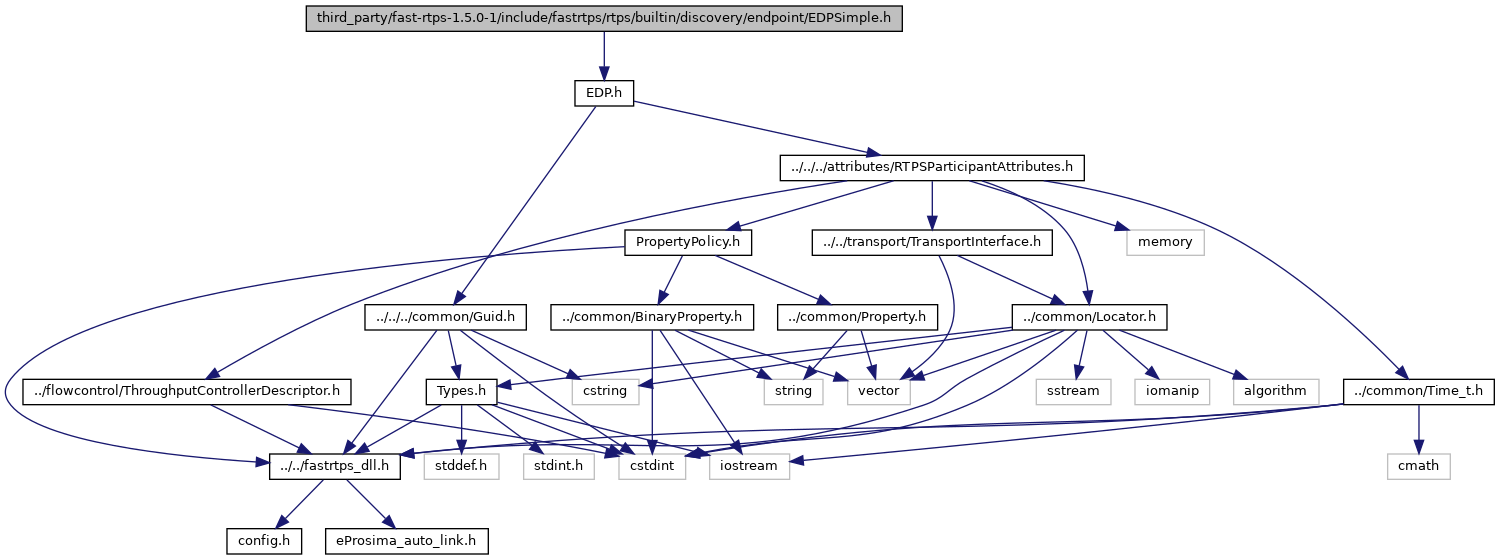 third_party/fast-rtps-1.5.0-1/include/fastrtps/rtps/builtin/discovery/endpoint/EDPSimple.h
EDP.h
../../../attributes/RTPSParticipantAttributes.h
PropertyPolicy.h
../../transport/TransportInterface.h
memory
../../../common/Guid.h
../common/BinaryProperty.h
../common/Property.h
../common/Locator.h
../flowcontrol/ThroughputControllerDescriptor.h
Types.h
cstring
string
vector
sstream
iomanip
algorithm
../common/Time_t.h
../../fastrtps_dll.h
stddef.h
stdint.h
cstdint
iostream
cmath
config.h
eProsima_auto_link.h